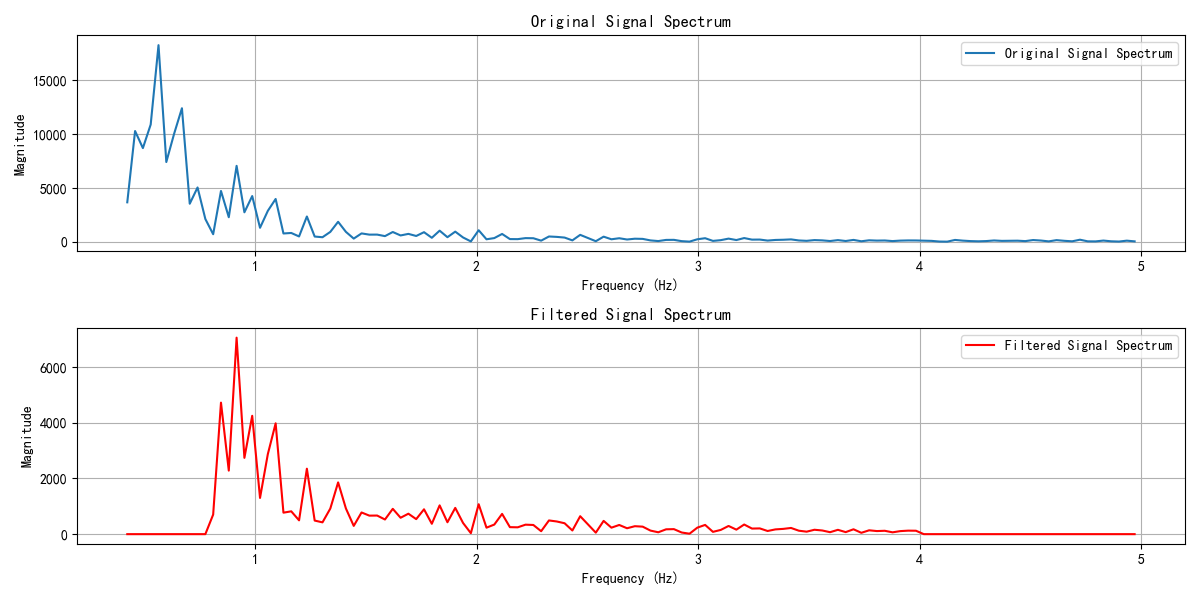 Original Signal Spectrum
Original Signal Spectrum
15000
10000
5000
0
Magnitude
1 2 3 4 5
Frequency (Hz)
Filtered Signal Spectrum
Filtered Signal Spectrum
6000
4000
2000
0
Magnitude
1 2 3 4 5
Frequency (Hz)